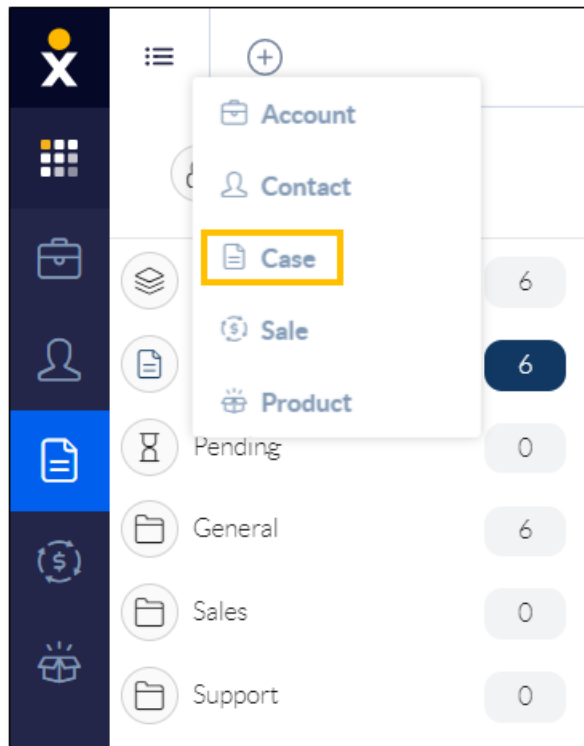 Account
Contact
Case
6
Sale
6
Product
Pending
0
General
6
Sales
0
Support
0